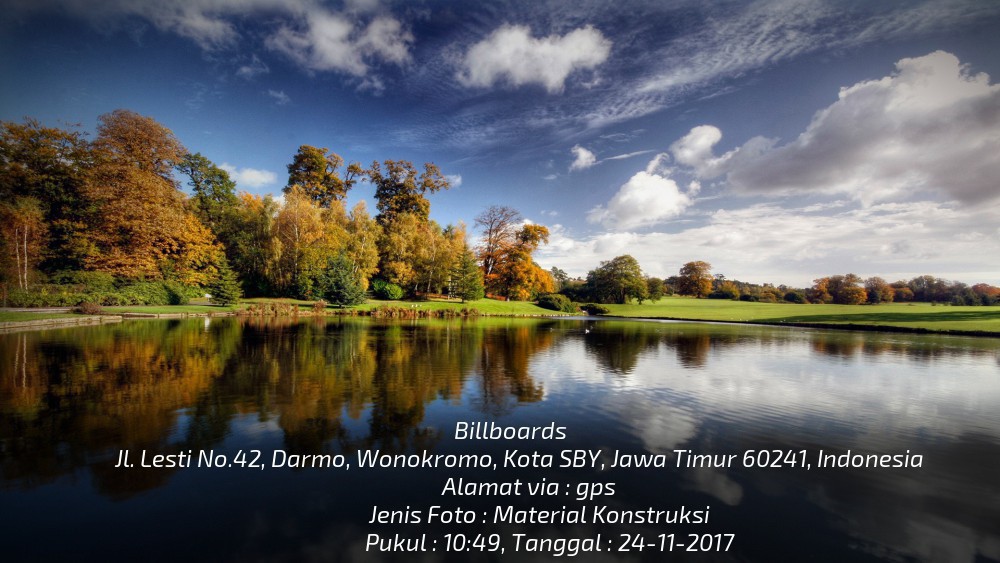 Billboards
Jl. Lesti No.42, Darmo, Wonokromo, Kota SBY, Jawa Timur 60241, Indonesia
Alamat via : gps
Jenis Foto : Material Konstruksi
Pukul : 10:49, Tanggal : 24-11-2017